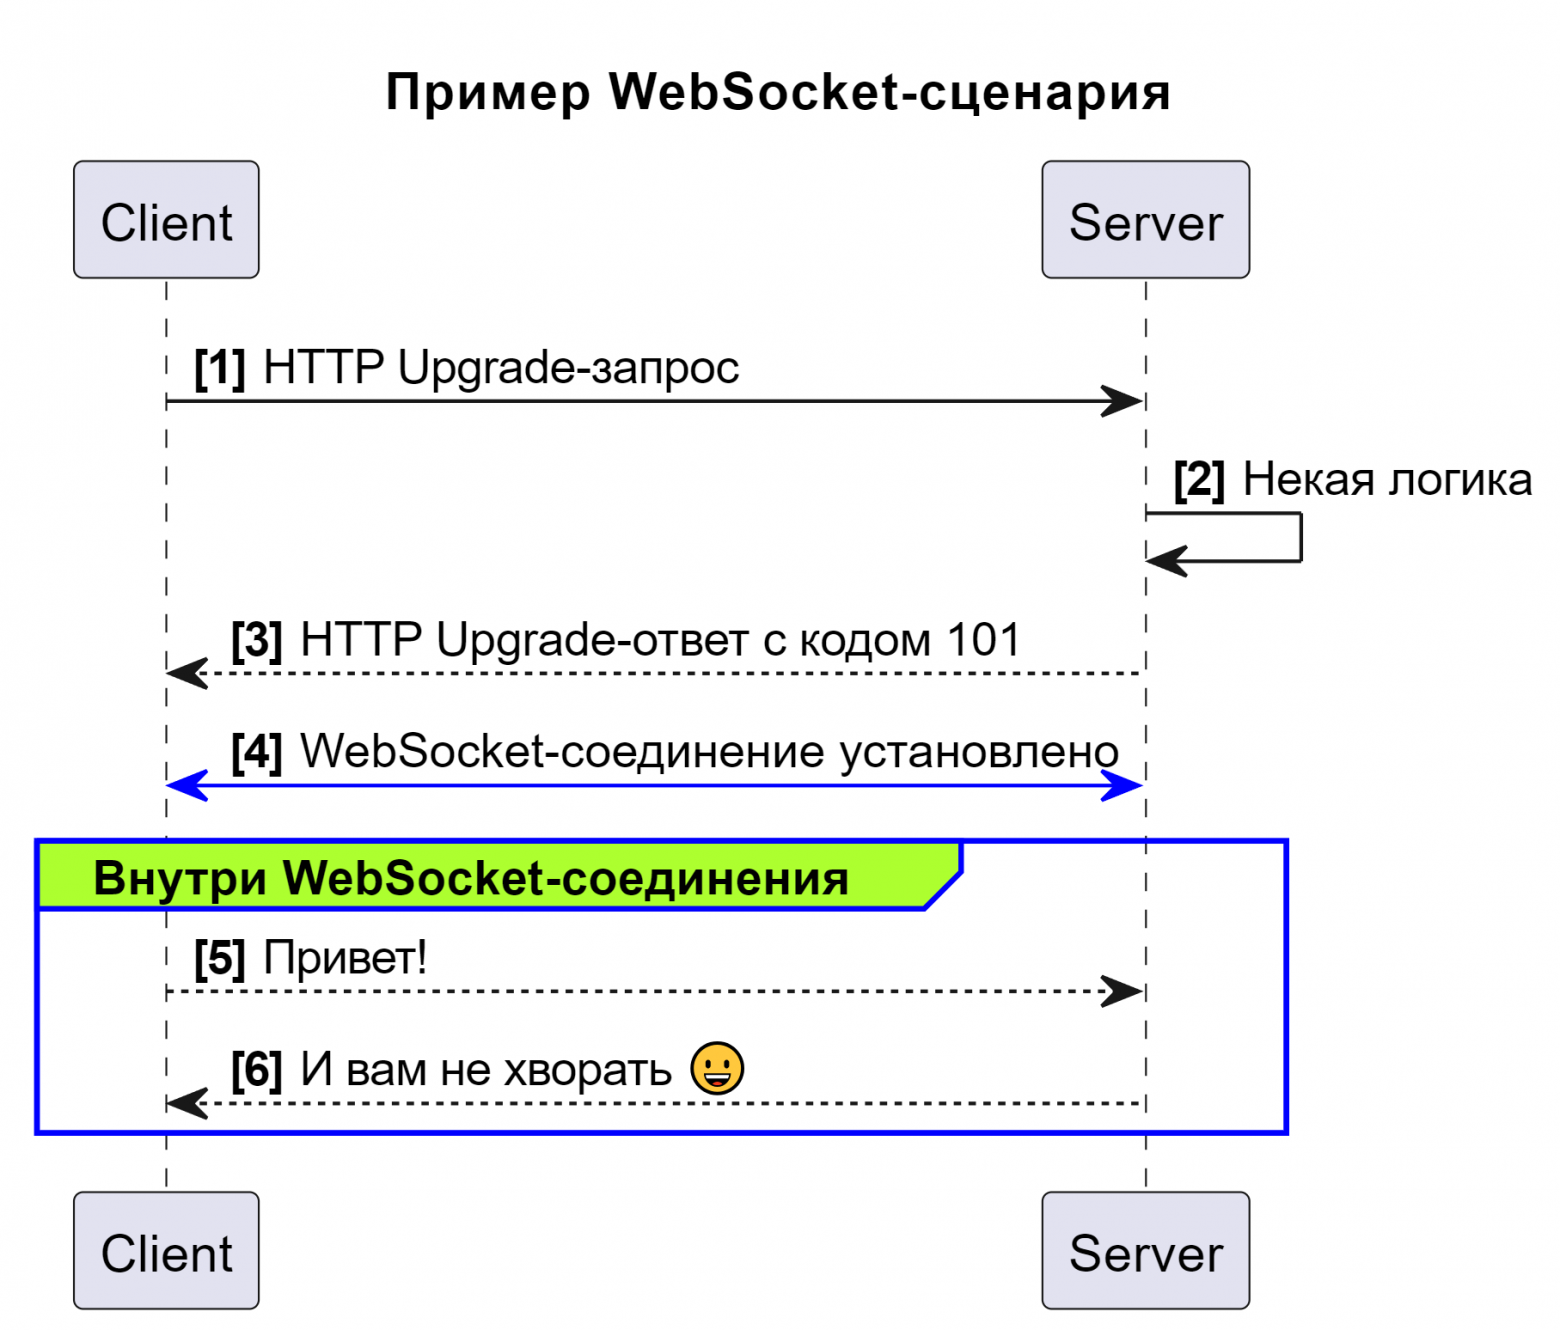 Пример WebSocket-сценария
Client Server
[1] HTTP Upgrade-запрос
[2] Некая логика
[3] HTTP Upgrade-ответ с кодом 101
[4] WebSocket-соединение установлено
Внутри WebSocket-соединения
[5] Привет!
[6] И вам не хворать 😀
Client Server